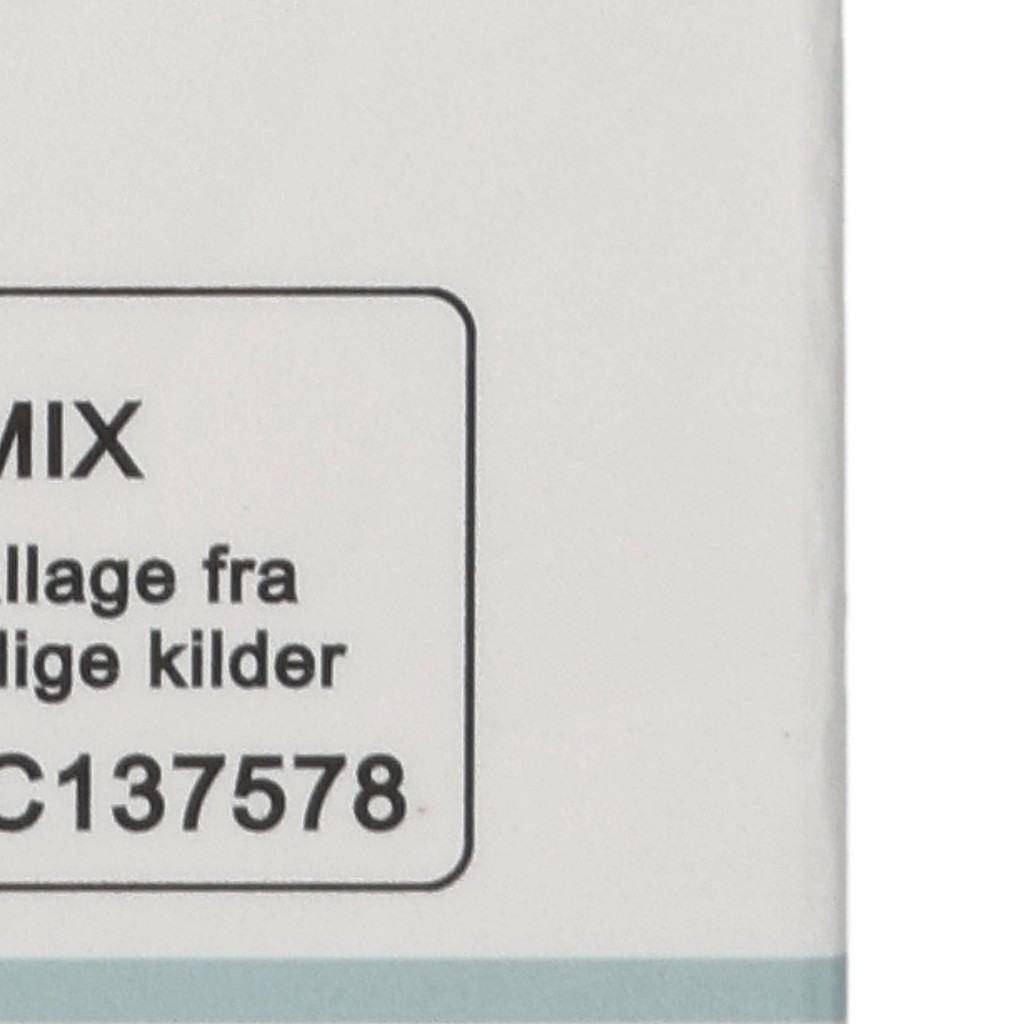 MIX
llage fra
lige kilder
C137578